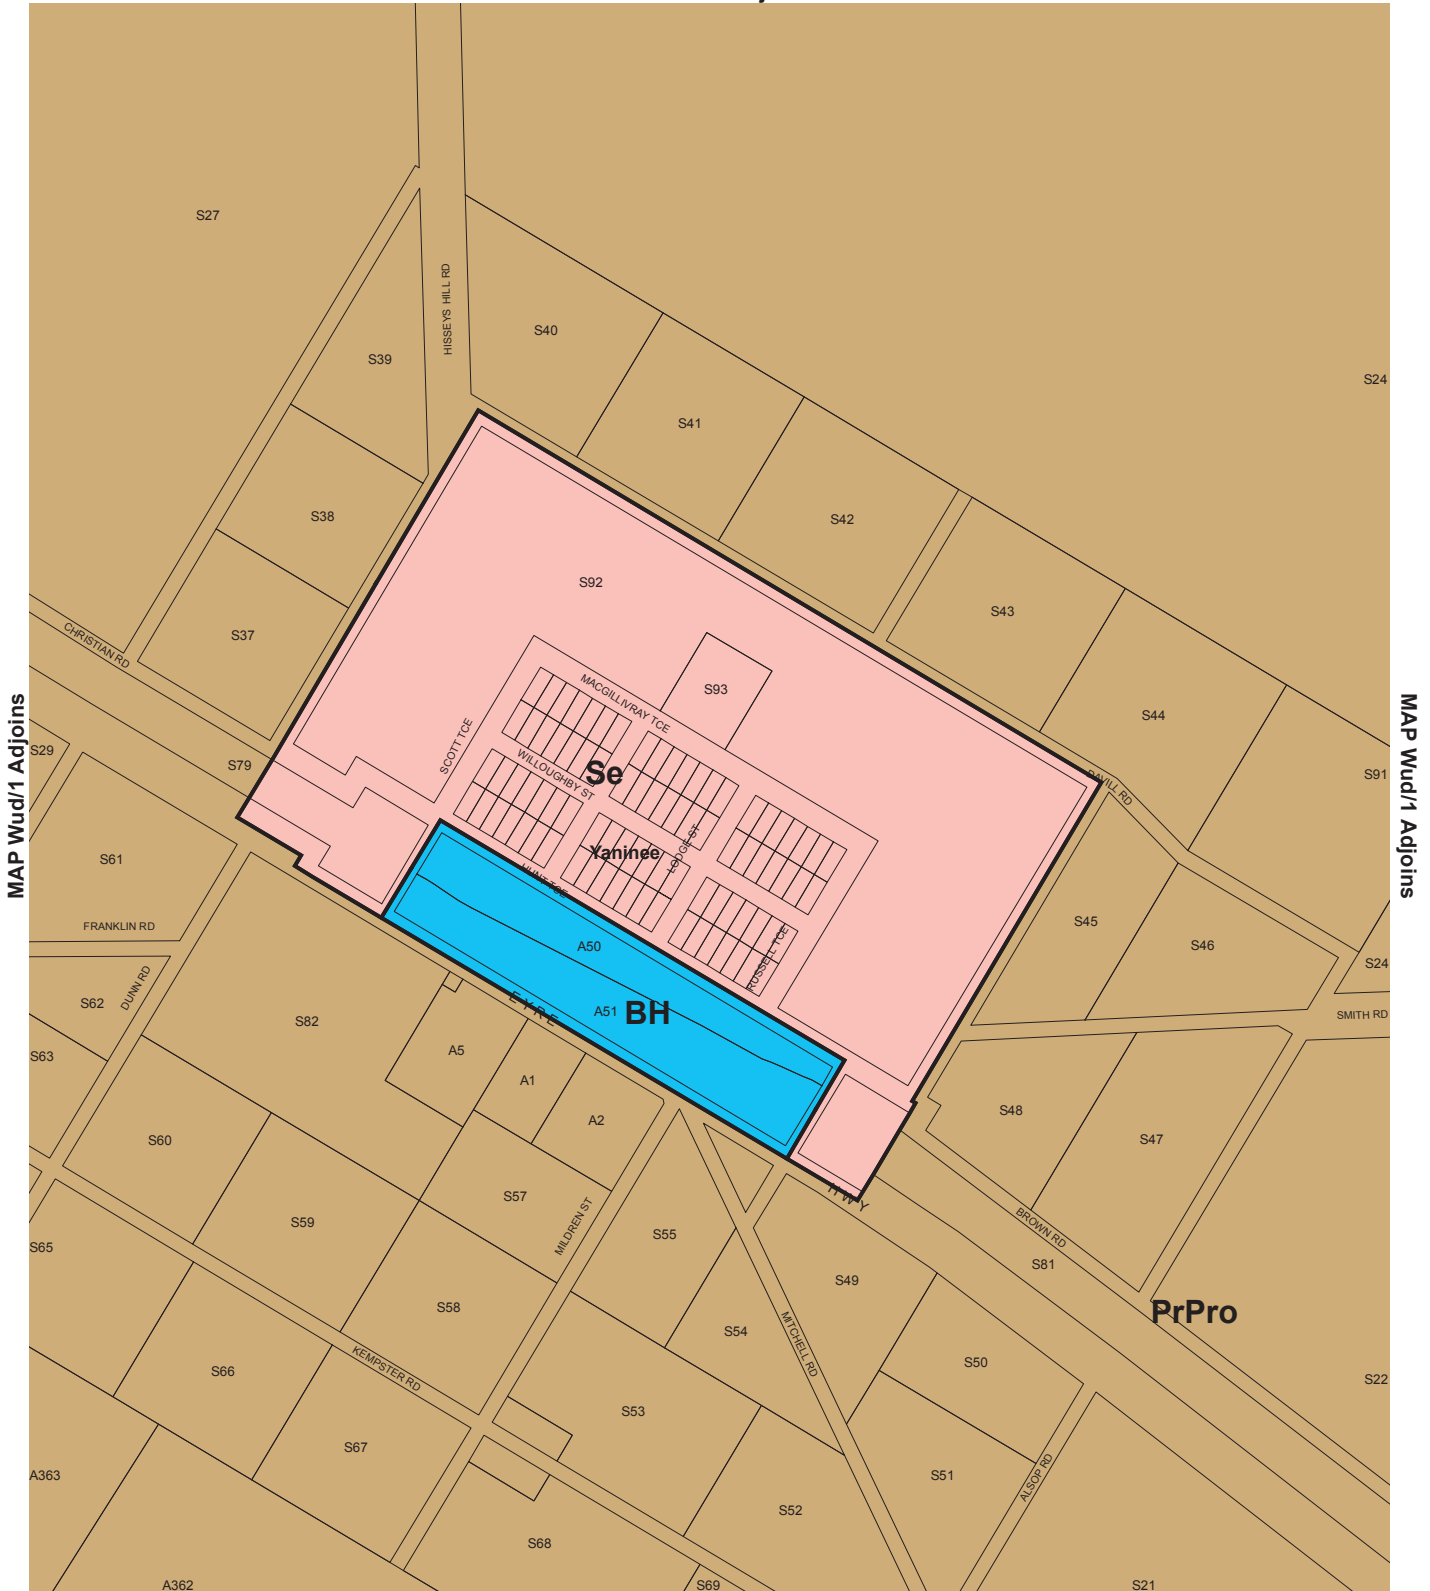 S27
HISSEYS HILL RD
S40
S39
S24
S41
S38
S42
S92
S43
S37
CHRISTIAN RD
S93
MACGILLIVRAY TCE
S44
SCOTT TCE
MAP Wud/1 Adjoins
MAP Wud/1 Adjoins
S29
S79
WILLOUGHBY ST
Se
S91
DAVILL RD
S61
Yaninee
LODGE ST
HUNT TCE
FRANKLIN RD
S45
S46
A50
RUSSELL TCE
S24
DUNN RD
S62
EYRE
A51
BH
SMITH RD
S82
S63
A5
A1
A2
S48
S47
S60
S57
HWY
S59
MILDREN ST
S55
BROWN RD
S65
S81
S49
S58
PrPro
S54
MITCHELL RD
KEMPSTER RD
S66
S50
S22
S53
S67
A363
S51
ALSOP RD
S52
S68
A362
S69
S21